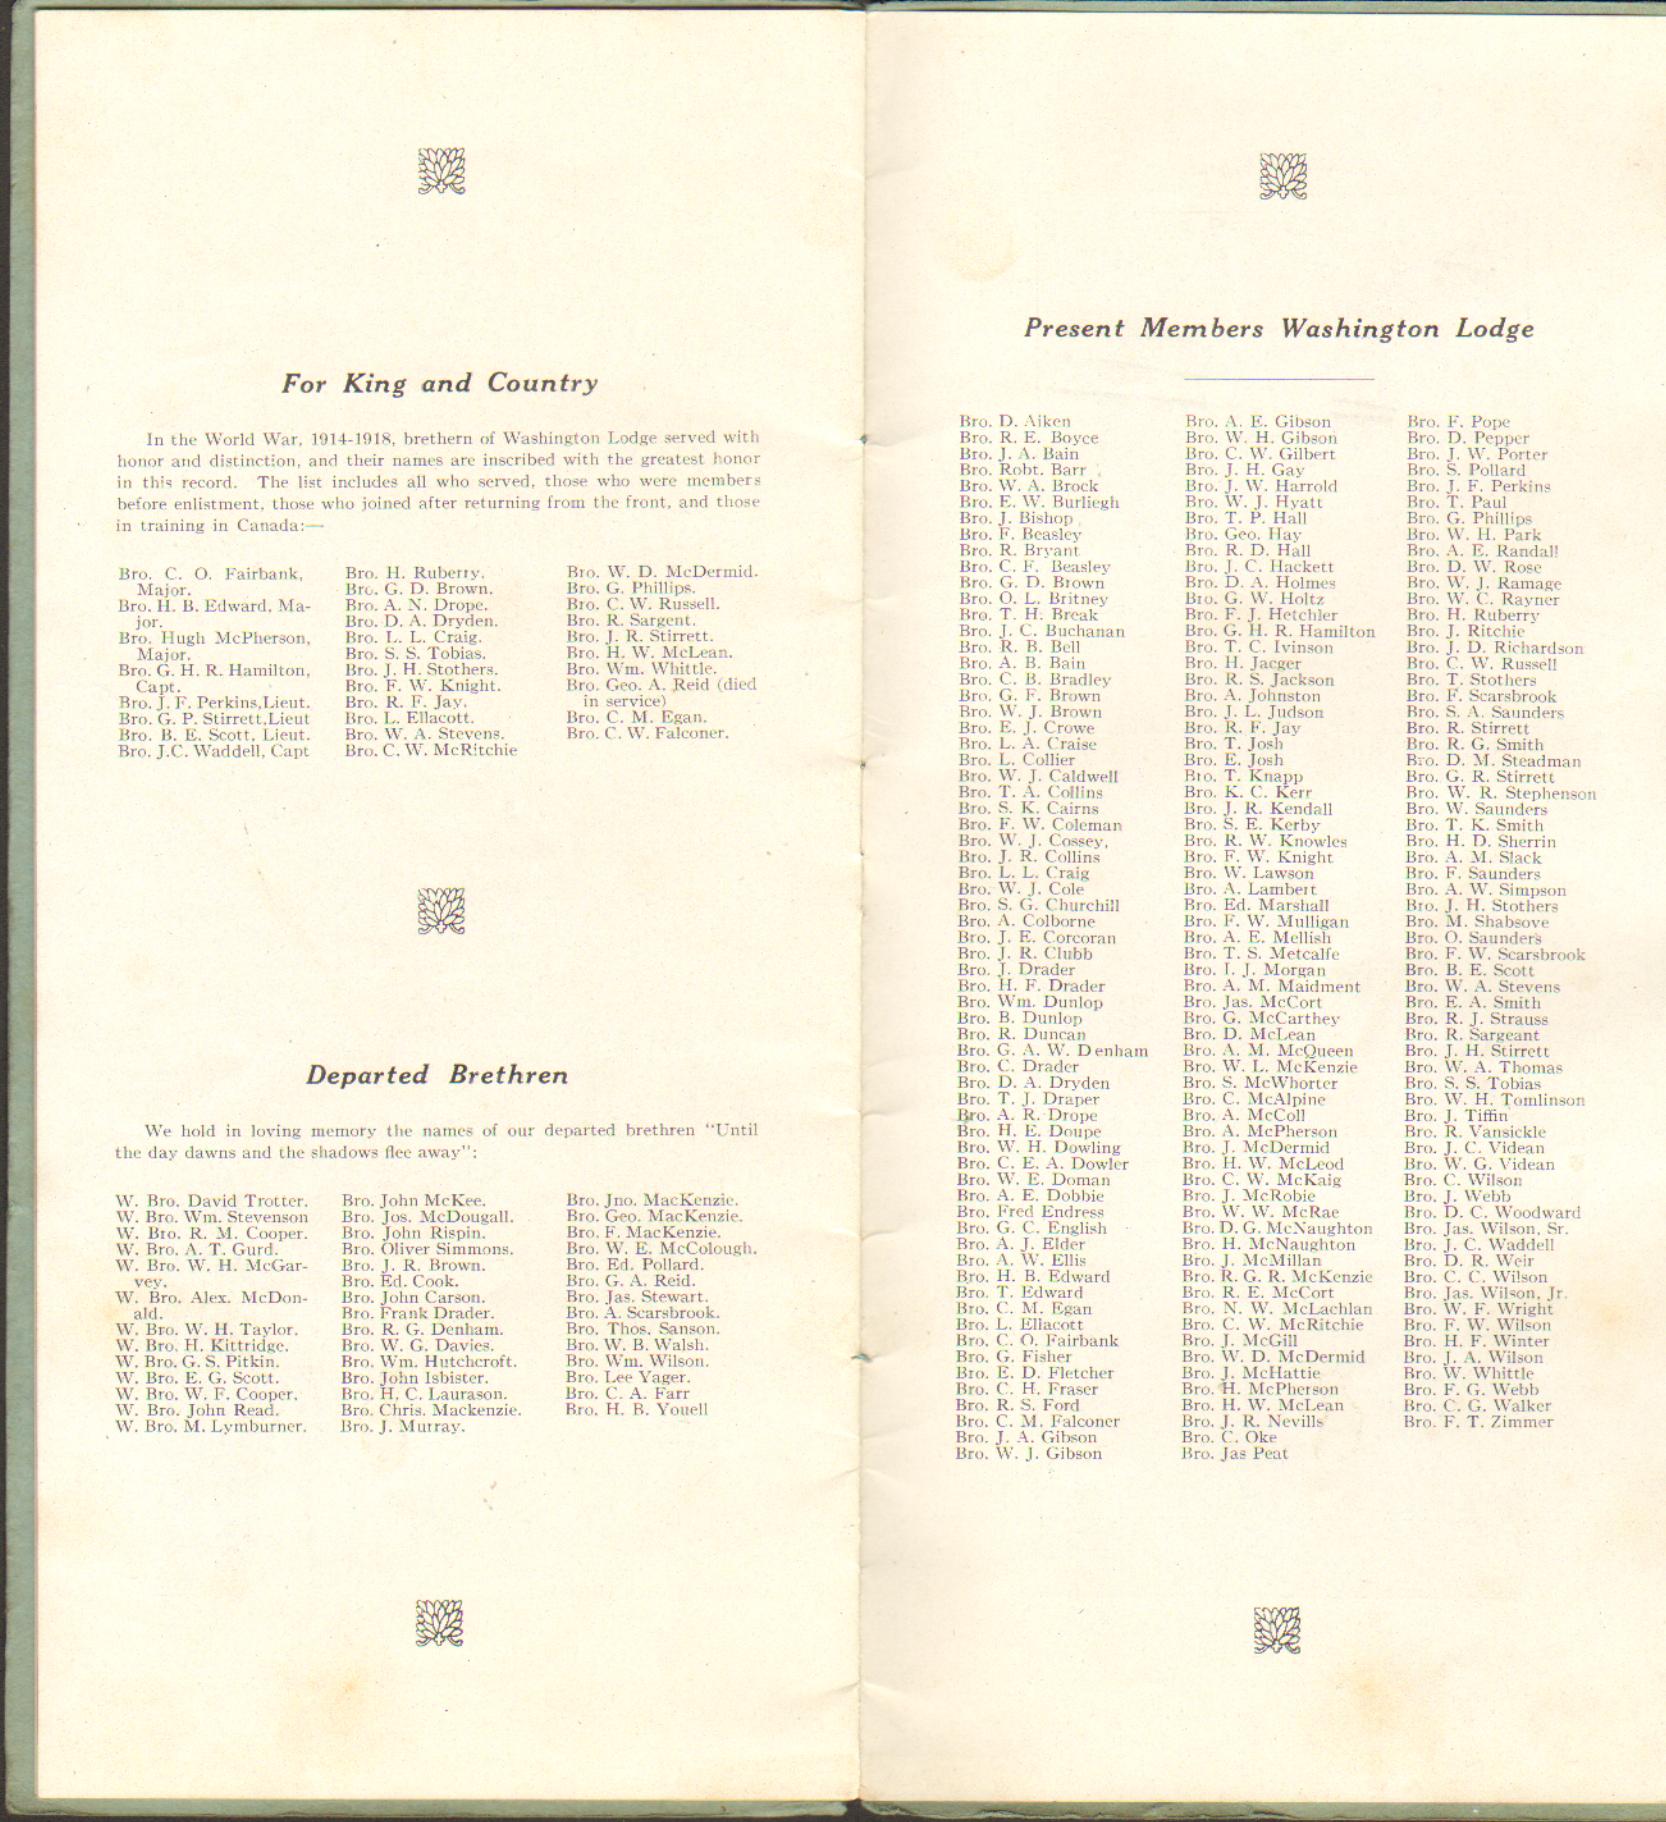 For King and Country
In the World War, 1914-1918, brethern of Washington Lodge served with
honor and distinction, and their names are inscribed with the greatest honor
in this record. The list includes all who served, those who were members
before enlistment, those who joined after returning from the front, and those
in training in Canada:—
Bro. C. O. Fairbank,
Major.
Bro. H. B. Edward, Ma-
jor.
Bro. Hugh McPherson,
Major.
Bro. G. H. R. Hamilton,
Capt.
Bro. J. F. Perkins,Lieut.
Bro. G. P. Stirrett,Lieut
Bro. B. E. Scott, Lieut.
Bro. J.C. Waddell, Capt
Bro. H. Ruberry.
Bro. G. D. Brown.
Bro. A. N. Drope.
Bro. D. A. Dryden.
Bro. L. L. Craig.
Bro. S. S. Tobias.
Bro. J. H. Stothers.
Bro. F. W. Knight.
Bro. R. F. Jay.
Bro. L. Ellacott.
Bro. W. A. Stevens.
Bro. C. W. McRitchie
Bro. W. D. McDermid.
Bro. G. Phillips.
Bro. C. W. Russell.
Bro. R. Sargent.
Bro. J. R. Stirrett.
Bro. H. W. McLean.
Bro. Wm. Whittle.
Bro. Geo. A. Reid (died
in service)
Bro. C. M. Egan.
Bro. C. W. Falconer.
Departed Brethren
We hold in loving memory the names of our departed brethren "Until
the day dawns and the shadows flee away":
W. Bro. David Trotter.
W. Bro. Wm. Stevenson
W. Bro. R. M. Cooper.
W. Bro. A. T. Gurd.
W. Bro. W. H. McGar-
vey.
W. Bro. Alex. McDon-
ald.
W. Bro. W. H. Taylor.
W. Bro. H. Kittridge.
W. Bro. G. S. Pitkin.
W. Bro. E. G. Scott.
W. Bro. W. F. Cooper.
W. Bro. John Read.
W. Bro. M. Lymburner.
Bro. John McKee.
Bro. Jos. McDougall.
Bro. John Rispin.
Bro. Oliver Simmons.
Bro. J. R. Brown.
Bro. Ed. Cook.
Bro. John Carson.
Bro. Frank Drader.
Bro. R. G. Denham.
Bro. W. G. Davies.
Bro. Wm. Hutchcroft.
Bro. John Isbister.
Bro. H. C. Laurason.
Bro. Chris. Mackenzie.
Bro. J. Murray.
Bro. Jno. MacKenzie.
Bro. Geo. MacKenzie.
Bro. F. MacKenzie.
Bro. W. E. McColough.
Bro. Ed. Pollard.
Bro. G. A. Reid.
Bro. Jas. Stewart.
Bro. A. Scarsbrook.
Bro. Thos. Sanson.
Bro. W. B. Walsh.
Bro. Wm. Wilson.
Bro. Lee Yager.
Bro. C. A. Farr
Bro. H. B. Youell
Present Members Washington Lodge
Bro. D. Aiken
Bro. R. E. Boyce
Bro. J. A. Bain
Bro. Robt. Barr
Bro. W. A. Brock
Bro. E. W. Burliegh
Bro. J. Bishop
Bro. F. Beasley
Bro. R. Bryant
Bro. C. F. Beasley
Bro. G. D. Brown
Bro. O. L. Britney
Bro. T. H. Break
Bro. J. C. Buchanan
Bro. R. B. Bell
Bro. A. B. Bain
Bro. C. B. Bradley
Bro. G. F. Brown
Bro. W. J. Brown
Bro. E. J. Crowe
Bro. L. A. Craise
Bro. L. Collier
Bro. W. J. Caldwell
Bro. T. A. Collins
Bro. S. K. Cairns
Bro. F. W. Coleman
Bro. W. J. Cossey,
Bro. J. R. Collins
Bro. L. L. Craig
Bro. W. J. Cole
Bro. S. G. Churchill
Bro. A. Colborne
Bro. J. E. Corcoran
Bro. J. R. Clubb
Bro. J. Drader
Bro. H. F. Drader
Bro. Wm. Dunlop
Bro. B. Dunlop
Bro. R. Duncan
Bro. G. A. W. Denham
Bro. C. Drader
Bro. D. A. Dryden
Bro. T. J. Draper
Bro. A. R. Drope
Bro. H. E. Doupe
Bro. W. H. Dowling
Bro. C. E. A. Dowler
Bro. W. E. Doman
Bro. A. E. Dobbie
Bro. Fred Endress
Bro. G. C. English
Bro. A. J. Elder
Bro. A. W. Ellis
Bro. H. B. Edward
Bro. T. Edward
Bro. C. M. Egan
Bro. L. Ellacott
Bro. C. O. Fairbank
Bro. G. Fisher
Bro. E. D. Fletcher
Bro. C. H. Fraser
Bro. R. S. Ford
Bro. C. M. Falconer
Bro. J. A. Gibson
Bro. W. J. Gibson
Bro. A. E. Gibson
Bro. W. H. Gibson
Bro. C. W. Gilbert
Bro. J. H. Gay
Bro. J. W. Harrold
Bro. W. J. Hyatt
Bro. T. P. Hall
Bro. Geo. Hay
Bro. R. D. Hall
Bro. J. C. Hackett
Bro. D. A. Holmes
Bro. G. W. Holtz
Bro. F. J. Hetchler
Bro. G. H. R. Hamilton
Bro. T. C. Ivinson
Bro. H. Jaeger
Bro. R. S. Jackson
Bro. A. Johnston
Bro. J. L. Judson
Bro. R. F. Jay
Bro. T. Josh
Bro. E. Josh
Bro. T. Knapp
Bro. K. C. Kerr
Bro. J. R. Kendall
Bro. S. E. Kerby
Bro. R. W. Knowles
Bro. F. W. Knight
Bro. W. Lawson
Bro. A. Lambert
Bro. Ed. Marshall
Bro. F. W. Mulligan
Bro. A. E. Mellish
Bro. T. S. Metcalfe
Bro. I. J. Morgan
Bro. A. M. Maidment
Bro. Jas. McCort
Bro. G. McCarthey
Bro. D. McLean
Bro. A. M. McQueen
Bro. W. L. McKenzie
Bro. S. McWhorter
Bro. C. McAlpine
Bro. A. McColl
Bro. A. McPherson
Bro. J. McDermid
Bro. H. W. McLeod
Bro. C. W. McKaig
Bro. J. McRobie
Bro. W. W. McRae
Bro. D. G. McNaughton
Bro. H. McNaughton
Bro. J. McMillan
Bro. R. G. R. McKenzie
Bro. R. E. McCort
Bro. N. W. McLachlan
Bro. C. W. McRitchie
Bro. J. McGill
Bro. W. D. McDermid
Bro. J. McHattie
Bro. H. McPherson
Bro. H. W. McLean
Bro. J. R. Nevills
Bro. C. Oke
Bro. Jas Peat
Bro. F. Pope
Bro. D. Pepper
Bro. J. W. Porter
Bro. S. Pollard
Bro. J. F. Perkins
Bro. T. Paul
Bro. G. Phillips
Bro. W. H. Park
Bro. A. E. Randall
Bro. D. W. Rose
Bro. W. J. Ramage
Bro. W. C. Rayner
Bro. H. Ruberry
Bro. J. Ritchie
Bro. J. D. Richardson
Bro. C. W. Russell
Bro. T. Stothers
Bro. F. Scarsbrook
Bro. S. A. Saunders
Bro. R. Stirrett
Bro. R. G. Smith
Bro. D. M. Steadman
Bro. G. R. Stirrett
Bro. W. R. Stephenson
Bro. W. Saunders
Bro. T. K. Smith
Bro. H. D. Sherrin
Bro. A. M. Slack
Bro. F. Saunders
Bro. A. W. Simpson
Bro. J. H. Stothers
Bro. M. Shabsove
Bro. O. Saunders
Bro. F. W. Scarsbrook
Bro. B. E. Scott
Bro. W. A. Stevens
Bro. E. A. Smith
Bro. R. J. Strauss
Bro. R. Sargeant
Bro. J. H. Stirrett
Bro. W. A. Thomas
Bro. S. S. Tobias
Bro. W. H. Tomlinson
Bro. J. Tiffin
Bro. R. Vansickle
Bro. J. C. Videan
Bro. W. G. Videan
Bro. C. Wilson
Bro. J. Webb
Bro. D. C. Woodward
Bro. Jas. Wilson, Sr.
Bro. J. C. Waddell
Bro. D. R. Weir
Bro. C. C. Wilson
Bro. Jas. Wilson, Jr.
Bro. W. F. Wright
Bro. F. W. Wilson
Bro. H. F. Winter
Bro. J. A. Wilson
Bro. W. Whittle
Bro. F. G. Webb
Bro. C. G. Walker
Bro. F. T. Zimmer